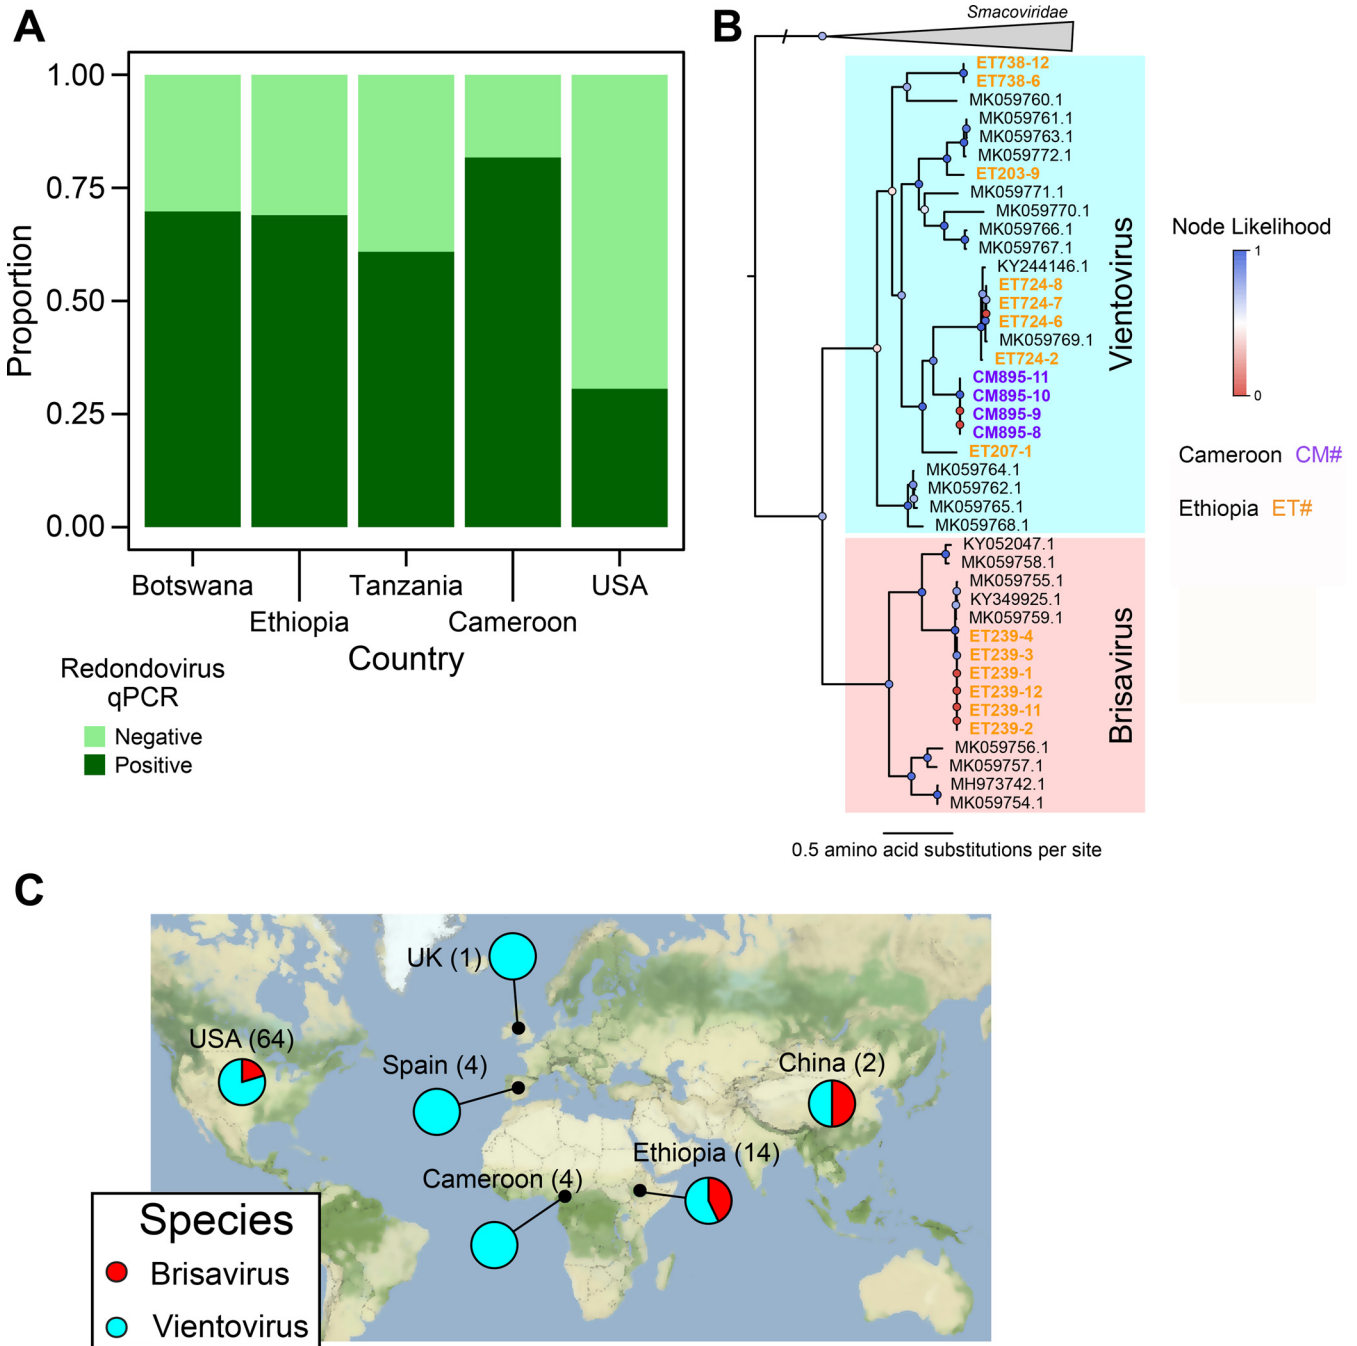 A
1.00
0.75
0.50
0.25
0.00
Proportion
Botswana
Ethiopia
Tanzania
Cameroon
USA
Country
Redondovirus
qPCR
Negative
Positive
B
Smacoviridae
ET738-12
ET738-6
MK059760.1
MK059761.1
MK059763.1
MK059772.1
ET203-9
MK059771.1
MK059770.1
MK059766.1
MK059767.1
KY244146.1
ET724-8
ET724-7
ET724-6
MK059769.1
ET724-2
CM895-11
CM895-10
CM895-9
CM895-8
ET207-1
MK059764.1
MK059762.1
MK059765.1
MK059768.1
Vientovirus
KY052047.1
MK059758.1
MK059755.1
KY349925.1
MK059759.1
ET239-4
ET239-3
ET239-1
ET239-12
ET239-11
ET239-2
MK059756.1
MK059757.1
MH973742.1
MK059754.1
Brisavirus
0.5 amino acid substitutions per site
Node Likelihood
1
0
Cameroon CM#
Ethiopia ET#
C
UK (1)
USA (64)
Spain (4)
China (2)
Ethiopia (14)
Cameroon (4)
Species
Brisavirus
Vientovirus